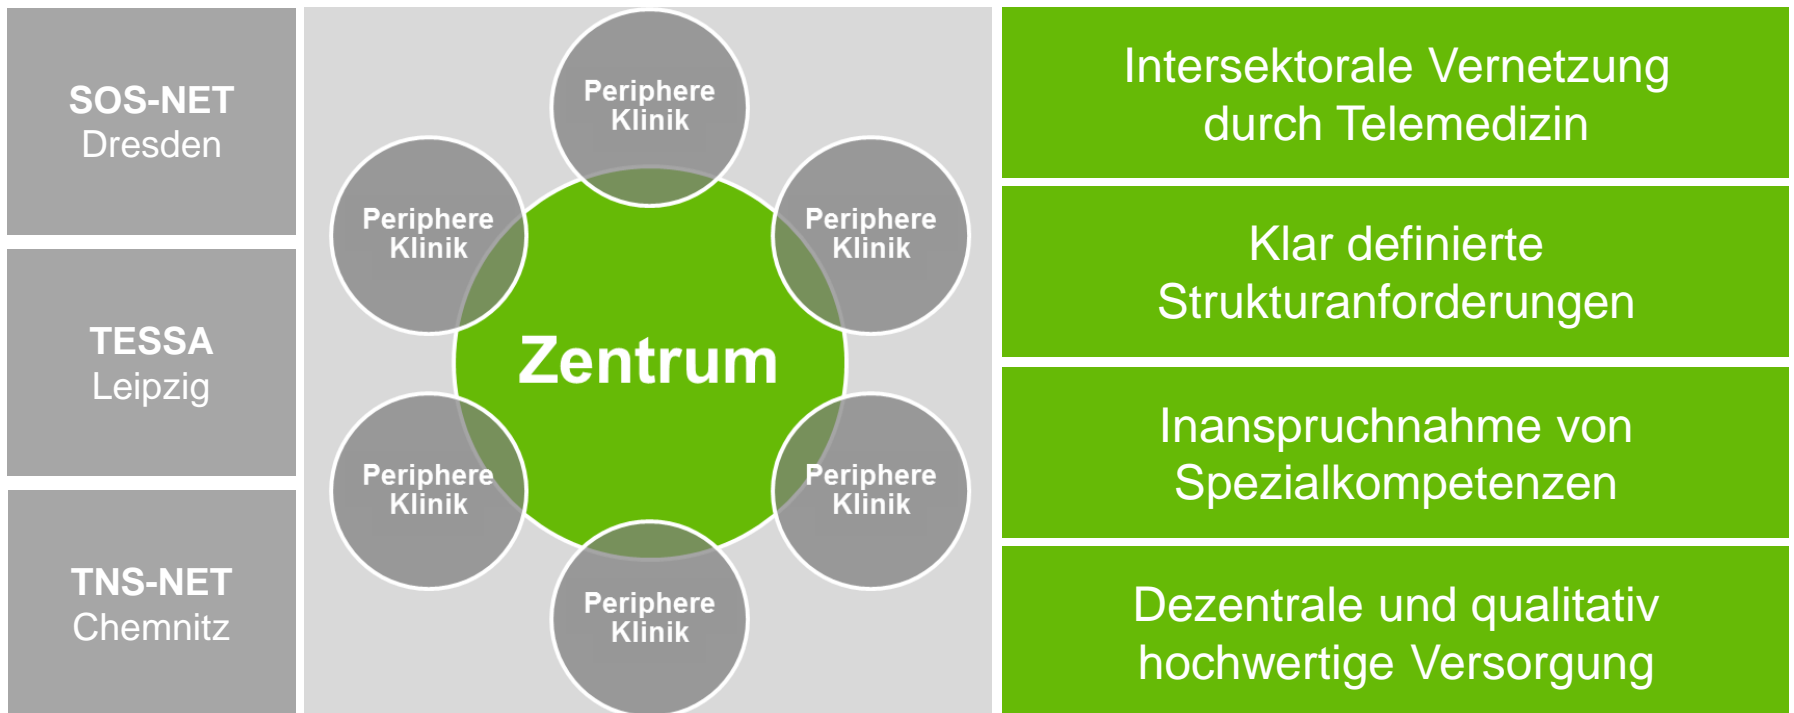 SOS-NET
Dresden
TESSA
Leipzig
TNS-NET
Chemnitz
Periphere
Klinik
Periphere
Klinik
Periphere
Klinik
Zentrum
Periphere
Klinik
Periphere
Klinik
Periphere
Klinik
Intersektorale Vernetzung
durch Telemedizin
Klar definierte
Strukturanforderungen
Inanspruchnahme von
Spezialkompetenzen
Dezentrale und qualitativ
hochwertige Versorgung